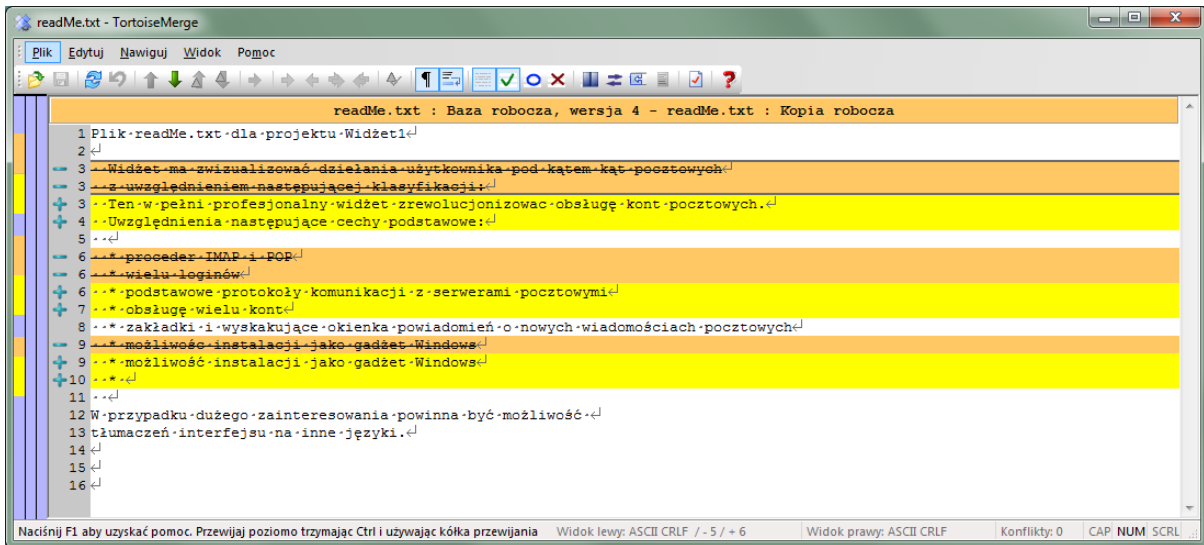 readMe.txt - TortoiseMerge
Plik Edytuj Nawiguj Widok Pomoc
readMe.txt : Baza robocza, wersja 4 - readMe.txt : Kopia robocza
1 Plik·readMe.txt·dla·projektu·Widżet1↵
2 ↵
- 3 ··Widżet·ma·zwizualizować·działania·użytkownika·pod·kątem·kąt·pocztowych↵
- 3 ··z·uwzględnieniem·następującej·klasyfikacji:↵
+ 3 ··Ten·w·pełni·profesjonalny·widżet·zrewolucjonizowac·obsługę·kont·pocztowych.↵
+ 4 ··Uwzględnienia·następujące·cechy·podstawowe:↵
5 ··↵
- 6 ··*·proceder·IMAP·i·POP↵
- 6 ··*·wielu·loginów↵
+ 6 ··*·podstawowe·protokoły·komunikacji·z·serwerami·pocztowymi↵
+ 7 ··*·obsługę·wielu·kont↵
8 ··*·zakładki·i·wyskakujące·okienka·powiadomień·o·nowych·wiadomościach·pocztowych↵
- 9 ··*·możliwośc·instalacji·jako·gadżet·Windows↵
+ 9 ··*·możliwość·instalacji·jako·gadżet·Windows↵
+ 10 ··*·↵
11 ··↵
12 W·przypadku·dużego·zainteresowania·powinna·być·możliwość·↵
13 tłumaczeń·interfejsu·na·inne·języki.↵
14 ↵
15 ↵
16 ↵
Naciśnij F1 aby uzyskać pomoc. Przewijaj poziomo trzymając Ctrl i używając kółka przewijania Widok lewy: ASCII CRLF / - 5 / + 6 Widok prawy: ASCII CRLF Konflikty: 0 CAP NUM SCRL